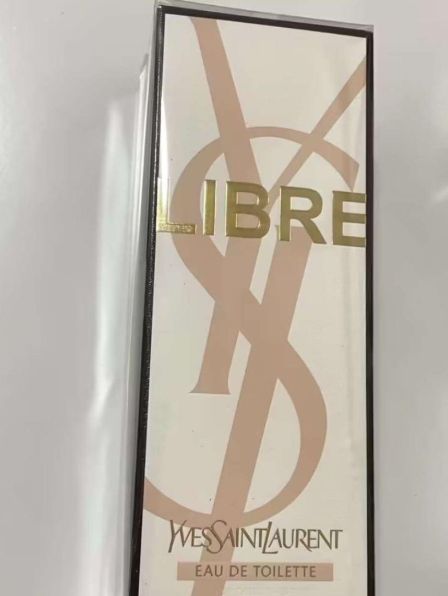 LIBRE
YSL
YVESSAINTLAURENT
EAU DE TOILETTE